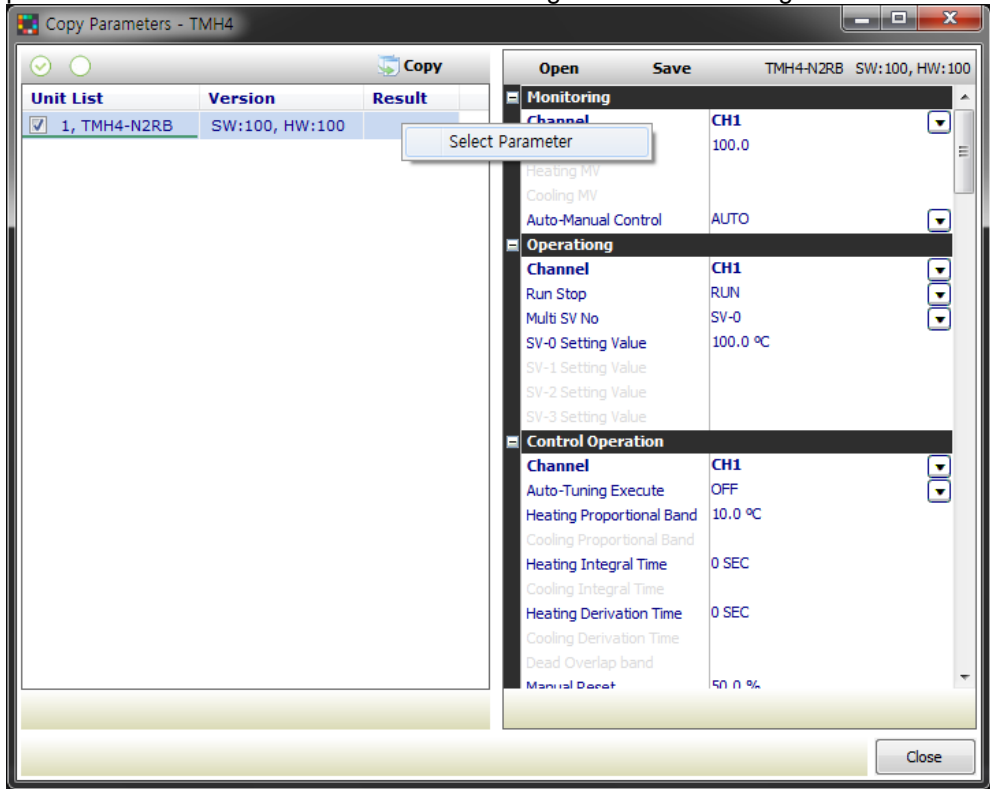 Copy Parameters - TMH4
Copy
Unit List Version Result
1, TMH4-N2RB SW:100, HW:100
Select Parameter
Open Save TMH4-N2RB SW:100, HW:100
Monitoring
Channel CH1
100.0
Heating MV
Cooling MV
Auto-Manual Control AUTO
Operationg
Channel CH1
Run Stop RUN
Multi SV No SV-0
SV-0 Setting Value 100.0 ºC
SV-1 Setting Value
SV-2 Setting Value
SV-3 Setting Value
Control Operation
Channel CH1
Auto-Tuning Execute OFF
Heating Proportional Band 10.0 ºC
Cooling Proportional Band
Heating Integral Time 0 SEC
Cooling Integral Time
Heating Derivation Time 0 SEC
Cooling Derivation Time
Dead Overlap band
Manual Reset 50.0 %
Close